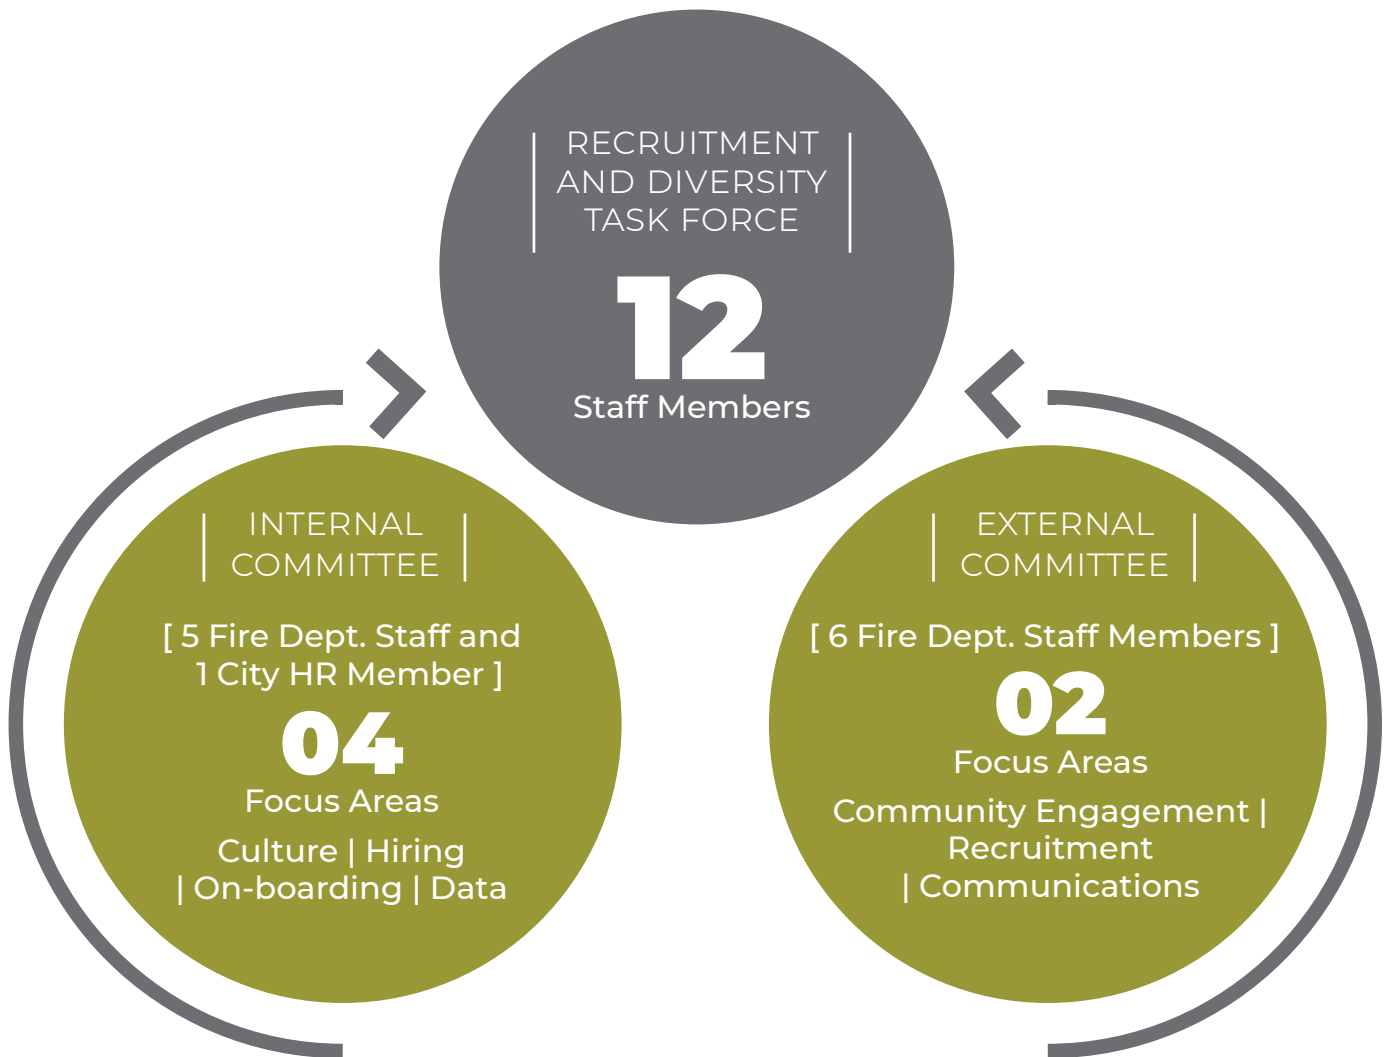 RECRUITMENT
AND DIVERSITY
TASK FORCE
12
Staff Members
INTERNAL
COMMITTEE
[ 5 Fire Dept. Staff and
1 City HR Member ]
04
Focus Areas
Culture | Hiring
| On-boarding | Data
EXTERNAL
COMMITTEE
[ 6 Fire Dept. Staff Members ]
02
Focus Areas
Community Engagement |
Recruitment
| Communications